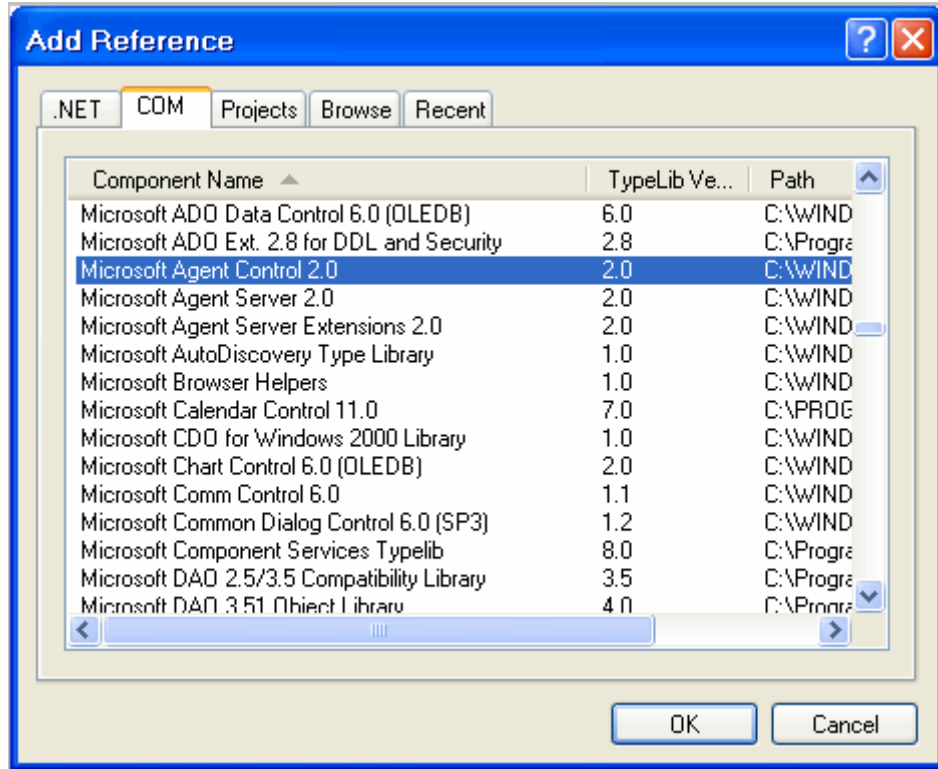 Add Reference
.NET COM Projects Browse Recent
Component Name TypeLib Ve... Path
Microsoft ADO Data Control 6.0 (OLEDB) 6.0 C:\WIND
Microsoft ADO Ext. 2.8 for DDL and Security 2.8 C:\Progra
Microsoft Agent Control 2.0 2.0 C:\WIND
Microsoft Agent Server 2.0 2.0 C:\WIND
Microsoft Agent Server Extensions 2.0 2.0 C:\WIND
Microsoft AutoDiscovery Type Library 1.0 C:\WIND
Microsoft Browser Helpers 1.0 C:\WIND
Microsoft Calendar Control 11.0 7.0 C:\PROG
Microsoft CDO for Windows 2000 Library 1.0 C:\WIND
Microsoft Chart Control 6.0 (OLEDB) 2.0 C:\WIND
Microsoft Comm Control 6.0 1.1 C:\WIND
Microsoft Common Dialog Control 6.0 (SP3) 1.2 C:\WIND
Microsoft Component Services Typelib 8.0 C:\Progra
Microsoft DAO 2.5/3.5 Compatibility Library 3.5 C:\Progra
Microsoft DAO 3.51 Object Library 4.0 C:\Progra
OK Cancel